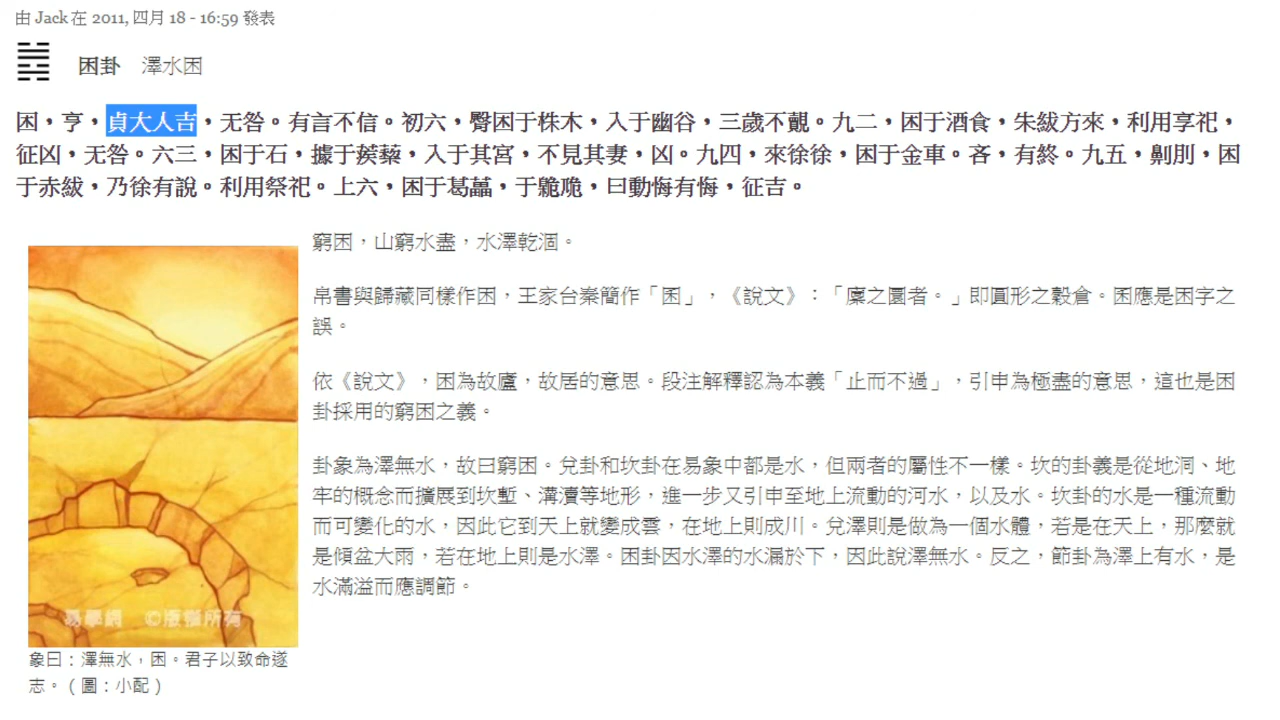 由 Jack 在 2011, 四月 18 - 16:59 發表
困卦 澤水困
困，亨，貞大人吉，无咎。有言不信。初六，臀困于株木，入于幽谷，三歲不覿。九二，困于酒食，朱紱方來，利用享祀，
征凶，无咎。六三，困于石，據于蒺蔾，入于其宮，不見其妻，凶。九四，來徐徐，困于金車。吝，有終。九五，劓刖，困
于赤紱，乃徐有說。利用祭祀。上六，困于葛藟，于臲卼，曰動悔有悔，征吉。
窮困，山窮水盡，水澤乾涸。
帛書與歸藏同樣作困，王家台秦簡作「囷」，《說文》：「廩之圜者。」即圓形之穀倉。囷應是困字之
誤。
依《說文》，困為故廬，故居的意思。段注解釋認為本義「止而不過」，引申為極盡的意思，這也是困
卦採用的窮困之義。
卦象為澤無水，故曰窮困。兌卦和坎卦在易象中都是水，但兩者的屬性不一樣。坎的卦義是從地洞、地
牢的概念而擴展到坎塹、溝瀆等地形，進一步又引申至地上流動的河水，以及水。坎卦的水是一種流動
而可變化的水，因此它到天上就變成雲，在地上則成川。兌澤則是做為一個水體，若是在天上，那麼就
是傾盆大雨，若在地上則是水澤。困卦因水澤的水漏於下，因此說澤無水。反之，節卦為澤上有水，是
水滿溢而應調節。
易學網 ©版權所有
象曰：澤無水，困。君子以致命遂
志。（圖：小配）